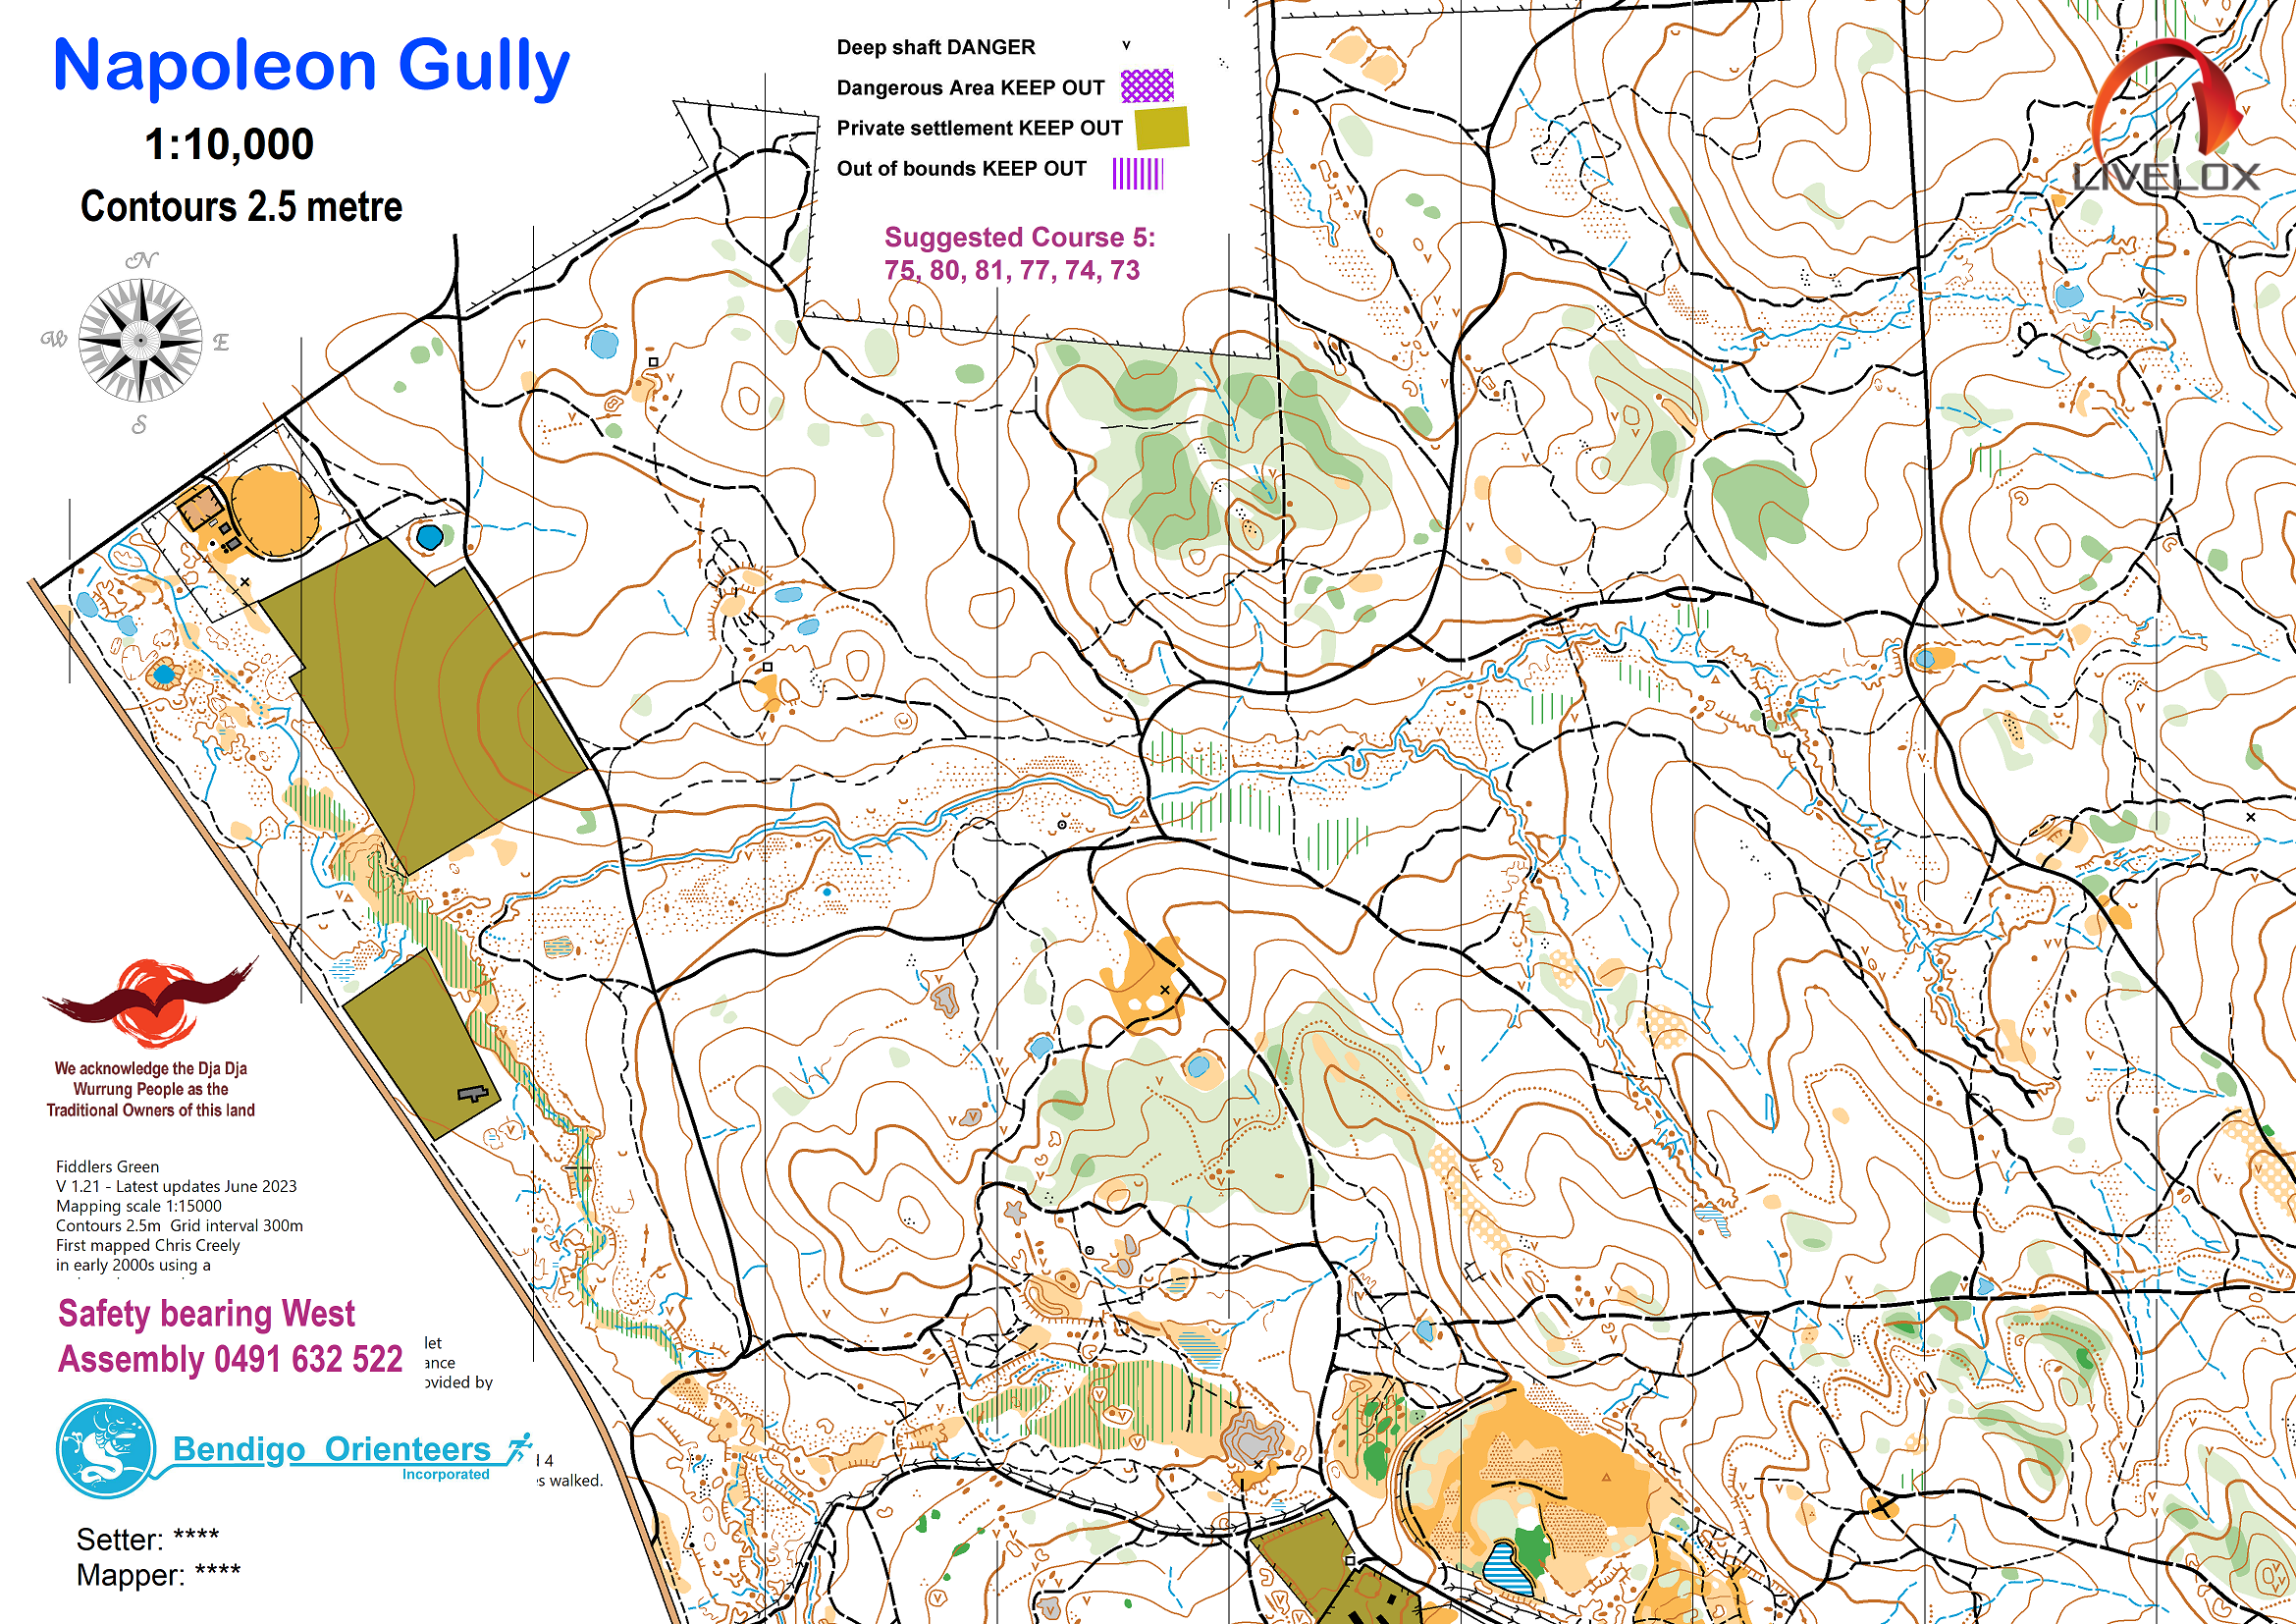 Napoleon Gully
1:10,000
Contours 2.5 metre
N
W
E
S
Deep shaft DANGER
Dangerous Area KEEP OUT
Private settlement KEEP OUT
Out of bounds KEEP OUT
Suggested Course 5:
75, 80, 81, 77, 74, 73
LIVELOX
We acknowledge the Dja Dja
Wurrung People as the
Traditional Owners of this land
Fiddlers Green
V 1.21 - Latest updates June 2023
Mapping scale 1:15000
Contours 2.5m Grid interval 300m
First mapped Chris Creely
in early 2000s using a
Safety bearing West
Assembly 0491 632 522
ovided by
4
s walked.
Bendigo Orienteers
Incorporated
Setter: ****
Mapper: ****